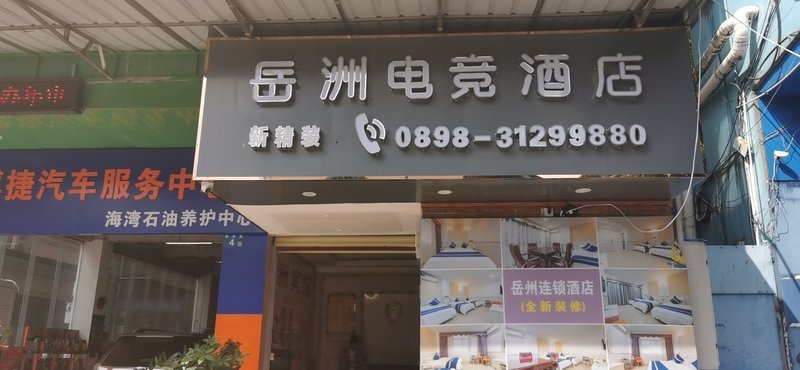 岳洲电竞酒店
新精装 0898-31299880
捷汽车服务中
海湾石油养护中心
4
岳州连锁酒店
(全新装修)